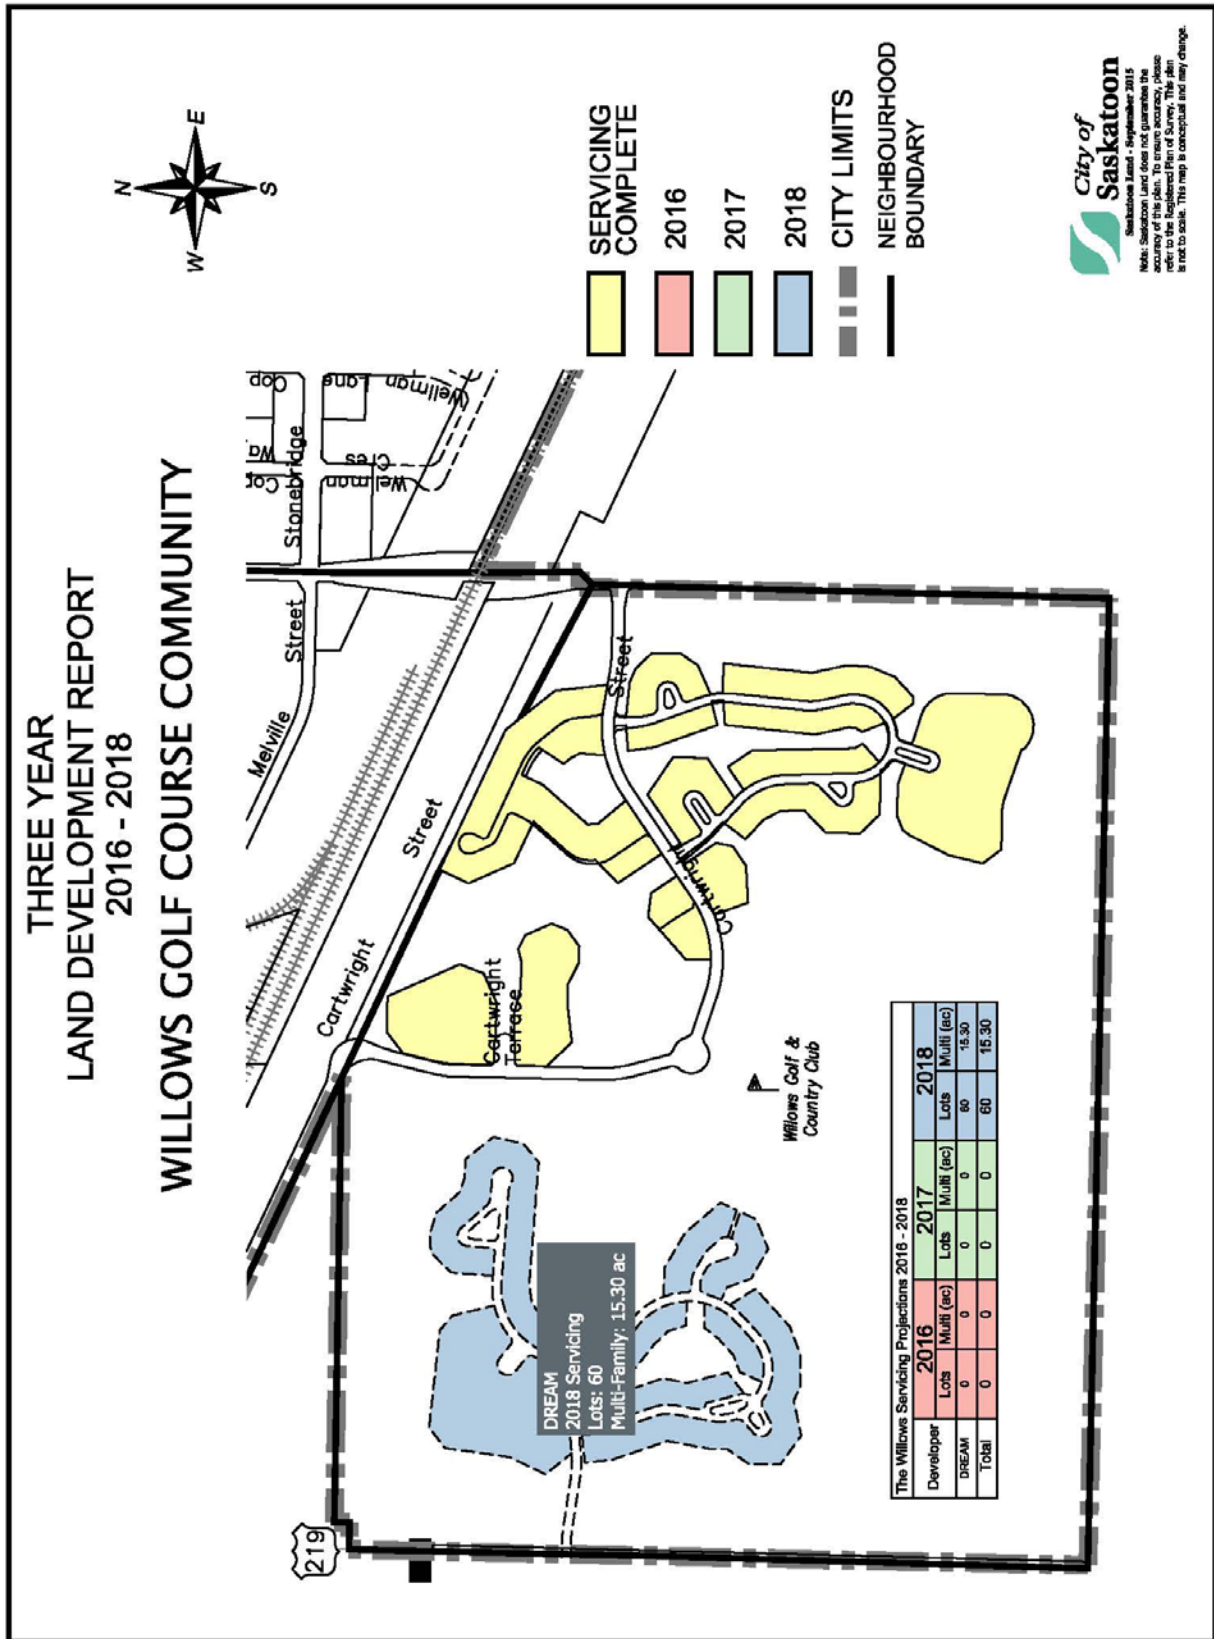 THREE YEAR
LAND DEVELOPMENT REPORT
2016 - 2018
WILLOWS GOLF COURSE COMMUNITY
N
W
E
S
219
Cartwright
Street
Melville
Street
Stonebridge
Cop
Wa
Cop
Lane
Wellman
Wellman
Cres
Cartwright
Terrace
Cartwright
Street
Willows Golf &
Country Club
DREAM
2018 Servicing
Lots: 60
Multi-Family: 15.30 ac
SERVICING
COMPLETE
2016
2017
2018
CITY LIMITS
NEIGHBOURHOOD
BOUNDARY
The Willows Servicing Projections 2016 - 2018
Developer 2016 2017 2018
Lots Multi (ac) Lots Multi (ac) Lots Multi (ac)
DREAM 0 0 0 0 60 15.30
Total 0 0 0 0 60 15.30
City of
Saskatoon
Saskatoon Land - September 2015
Note: Saskatoon Land does not guarantee the
accuracy of this plan. To ensure accuracy, please
refer to the Registered Plan of Survey. This plan
is not to scale. This map is conceptual and may change.